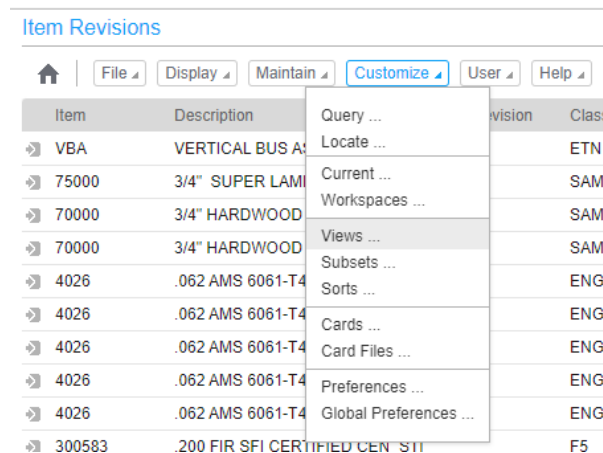 Item Revisions
File Display Maintain Customize User Help
Item Description Revision Clas
VBA VERTICAL BUS AS ETN
75000 3/4" SUPER LAMI SAM
70000 3/4" HARDWOOD SAM
70000 3/4" HARDWOOD SAM
4026 .062 AMS 6061-T4 ENG
4026 .062 AMS 6061-T4 ENG
4026 .062 AMS 6061-T4 ENG
4026 .062 AMS 6061-T4 ENG
4026 .062 AMS 6061-T4 ENG
300583 .200 FIR SFI CERTIFIED CEN F5
Query ...
Locate ...
Current ...
Workspaces ...
Views ...
Subsets ...
Sorts ...
Cards ...
Card Files ...
Preferences ...
Global Preferences ...